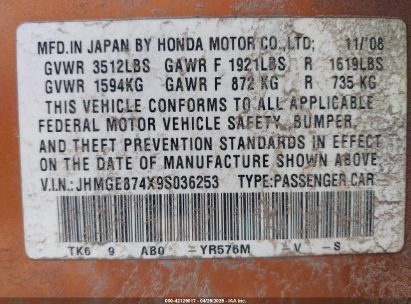 MFD. IN JAPAN BY HONDA MOTOR CO.,LTD; 11/'08
GVWR 3512LBS GAWR F 1921LBS R 1619LBS
GVWR 1594KG GAWR F 872 KG R 735 KG
THIS VEHICLE CONFORMS TO ALL APPLICABLE
FEDERAL MOTOR VEHICLE SAFETY, BUMPER,
AND THEFT PREVENTION STANDARDS IN EFFECT
ON THE DATE OF MANUFACTURE SHOWN ABOVE
V.I.N.: JHMGE874X9S036253 TYPE:PASSENGER CAR
TK6 9 AB0 YR576M V -S